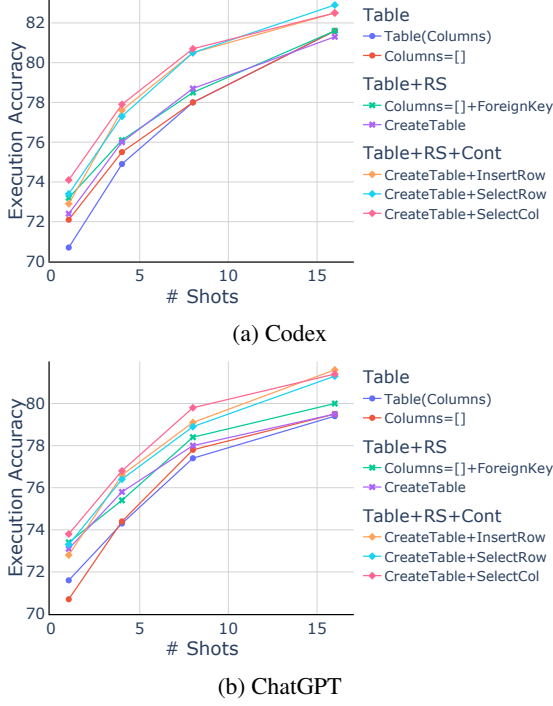 82
80
78
76
74
72
70
Execution Accuracy
0
5
10
15
# Shots
Table
Table(Columns)
Columns=[]
Table+RS
Columns=[]+ForeignKey
CreateTable
Table+RS+Cont
CreateTable+InsertRow
CreateTable+SelectRow
CreateTable+SelectCol
(a) Codex
80
78
76
74
72
70
Execution Accuracy
0
5
10
15
# Shots
Table
Table(Columns)
Columns=[]
Table+RS
Columns=[]+ForeignKey
CreateTable
Table+RS+Cont
CreateTable+InsertRow
CreateTable+SelectRow
CreateTable+SelectCol
(b) ChatGPT